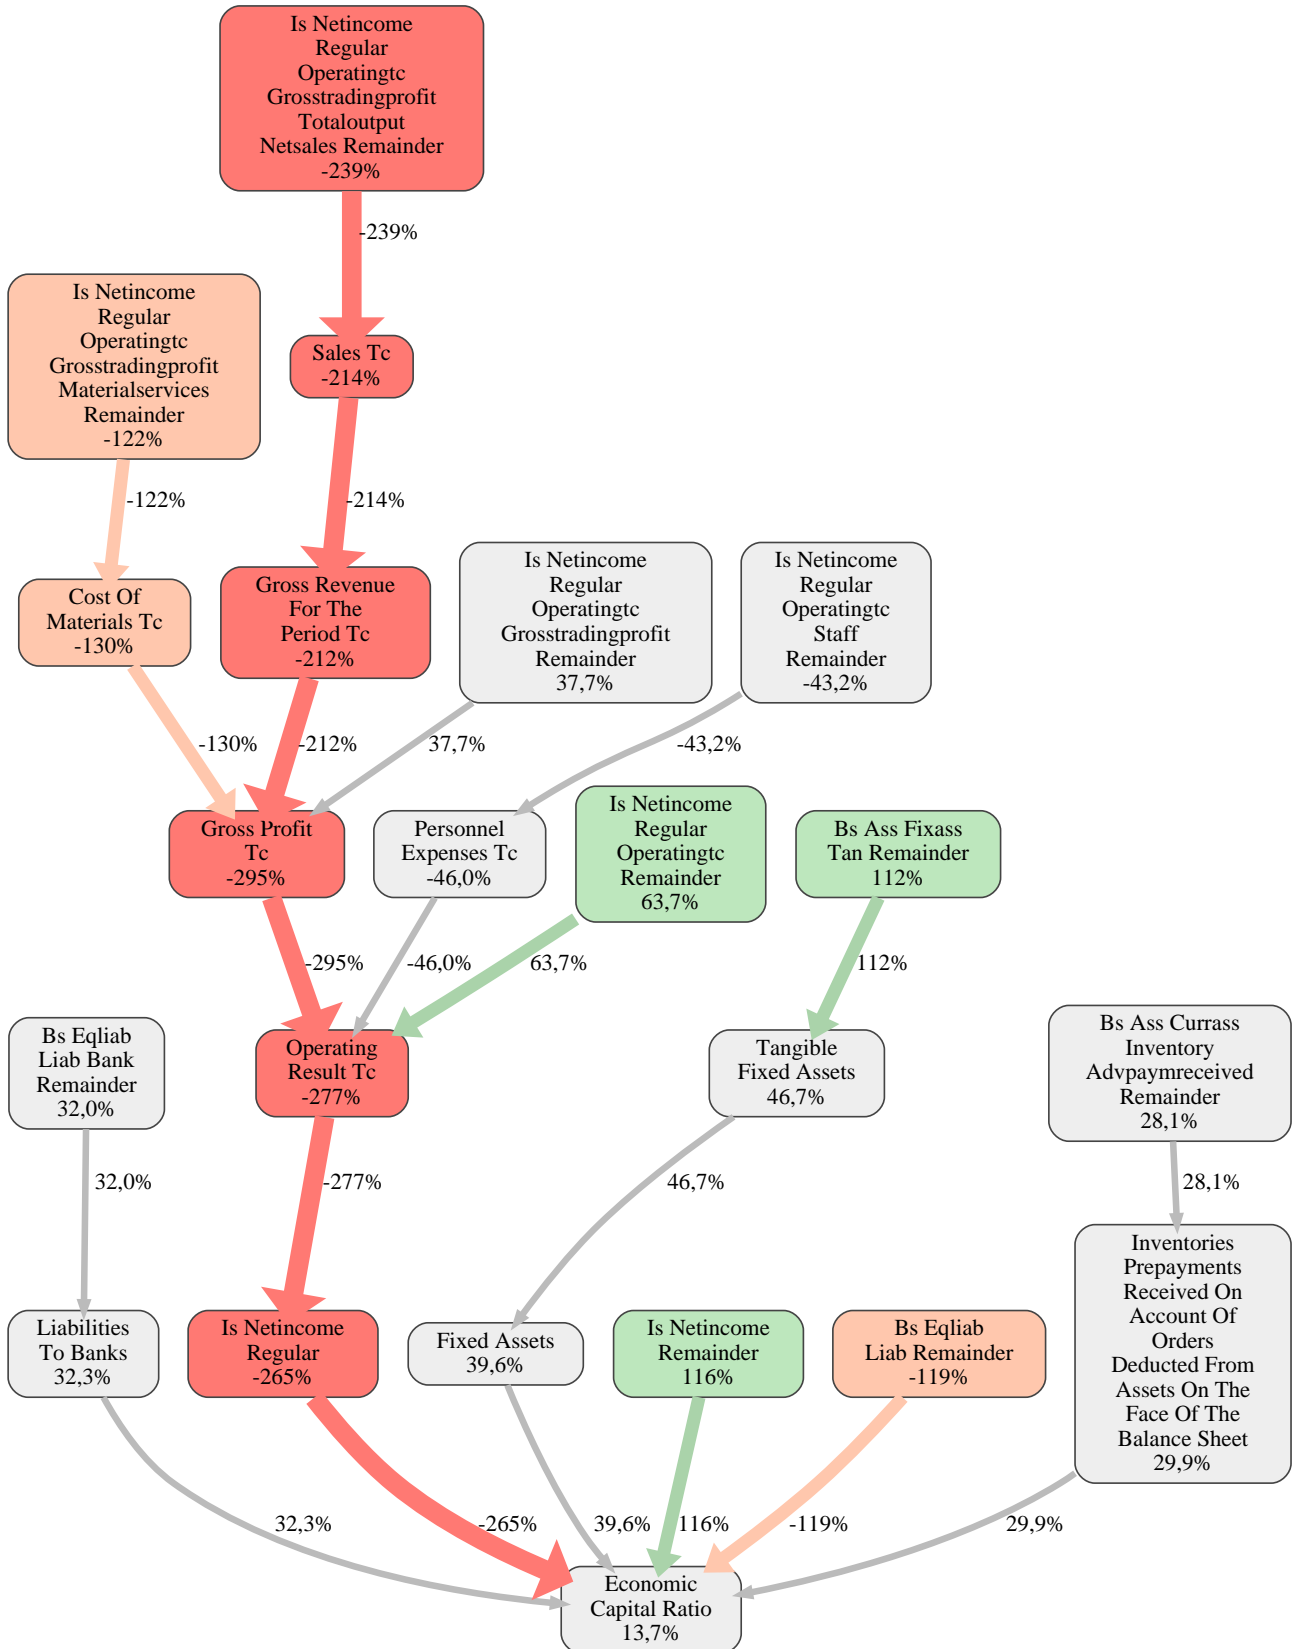 Is Netincome
Regular
Operatingtc
Grosstradingprofit
Totaloutput
Netsales Remainder
-239%
-239%
Is Netincome
Regular
Operatingtc
Grosstradingprofit
Materialservices
Remainder
-122%
Sales Tc
-214%
-122%
-214%
Is Netincome
Regular
Operatingtc
Grosstradingprofit
Remainder
37,7%
Is Netincome
Regular
Operatingtc
Staff
Remainder
-43,2%
Cost Of
Materials Tc
-130%
Gross Revenue
For The
Period Tc
-212%
-130%
-212%
37,7%
-43,2%
Gross Profit
Tc
-295%
Personnel
Expenses Tc
-46,0%
Is Netincome
Regular
Operatingtc
Remainder
63,7%
Bs Ass Fixass
Tan Remainder
112%
-295%
-46,0%
63,7%
112%
Bs Eqliab
Liab Bank
Remainder
32,0%
Operating
Result Tc
-277%
Tangible
Fixed Assets
46,7%
Bs Ass Currass
Inventory
Advpaymreceived
Remainder
28,1%
32,0%
-277%
46,7%
28,1%
Liabilities
To Banks
32,3%
Is Netincome
Regular
-265%
Fixed Assets
39,6%
Is Netincome
Remainder
116%
Bs Eqliab
Liab Remainder
-119%
Inventories
Prepayments
Received On
Account Of
Orders
Deducted From
Assets On The
Face Of The
Balance Sheet
29,9%
32,3%
-265%
39,6%
116%
-119%
29,9%
Economic
Capital Ratio
13,7%